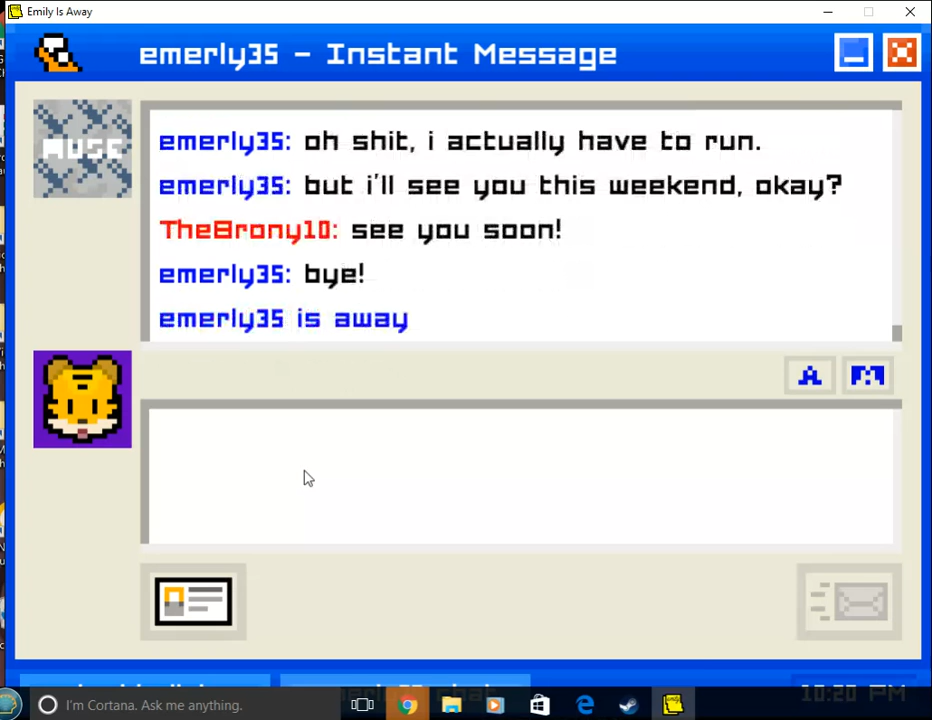 Emily Is Away
emerly35 - Instant Message
MUSE
emerly35: oh shit, i actually have to run.
emerly35: but i'll see you this weekend, okay?
TheBrony10: see you soon!
emerly35: bye!
emerly35 is away
A
M
10:20 PM
I'm Cortana. Ask me anything.